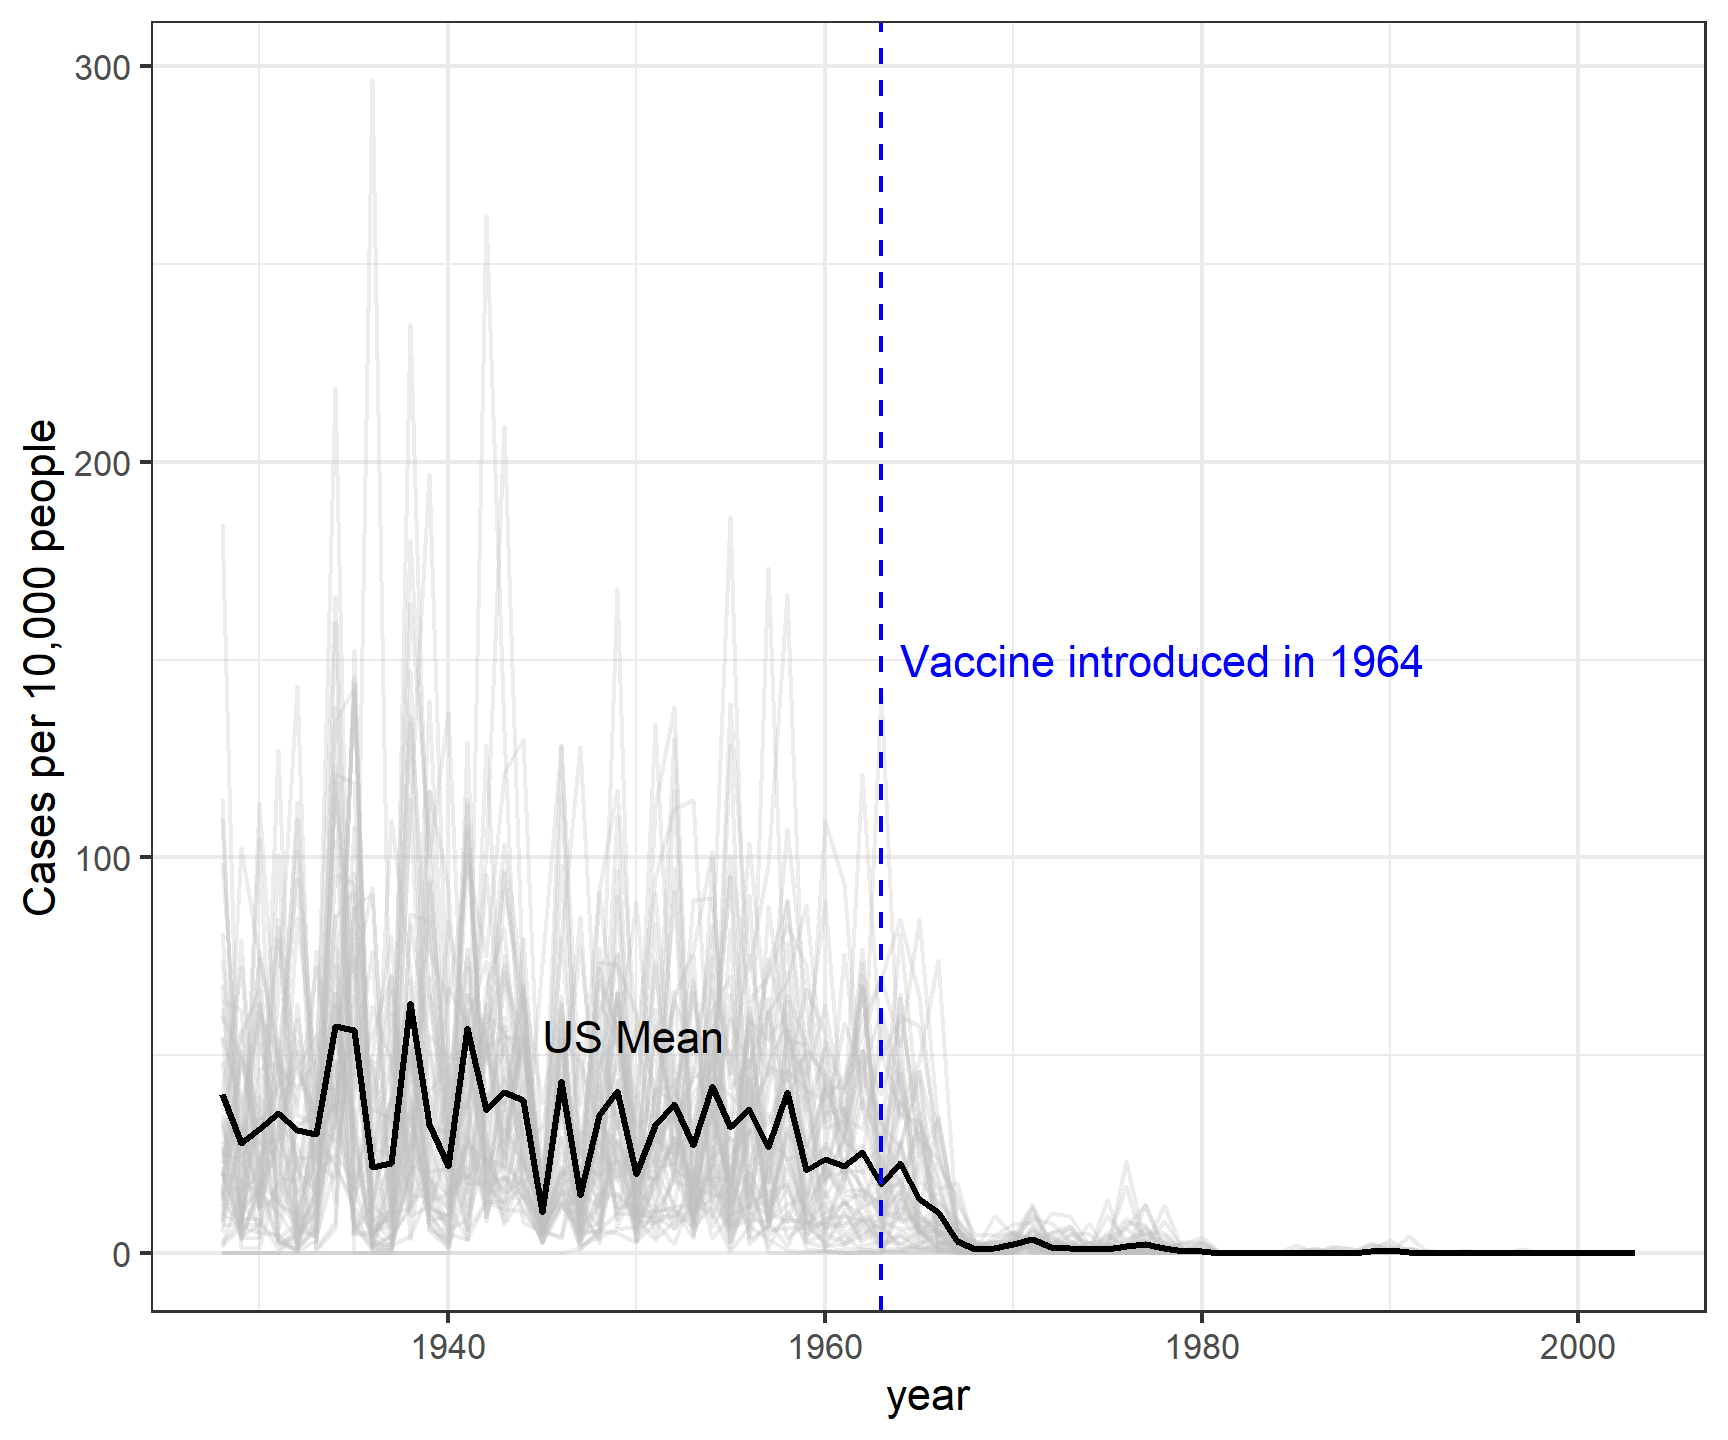 300
200
100
0
Cases per 10,000 people
Vaccine introduced in 1964
US Mean
1940
1960
1980
2000
year